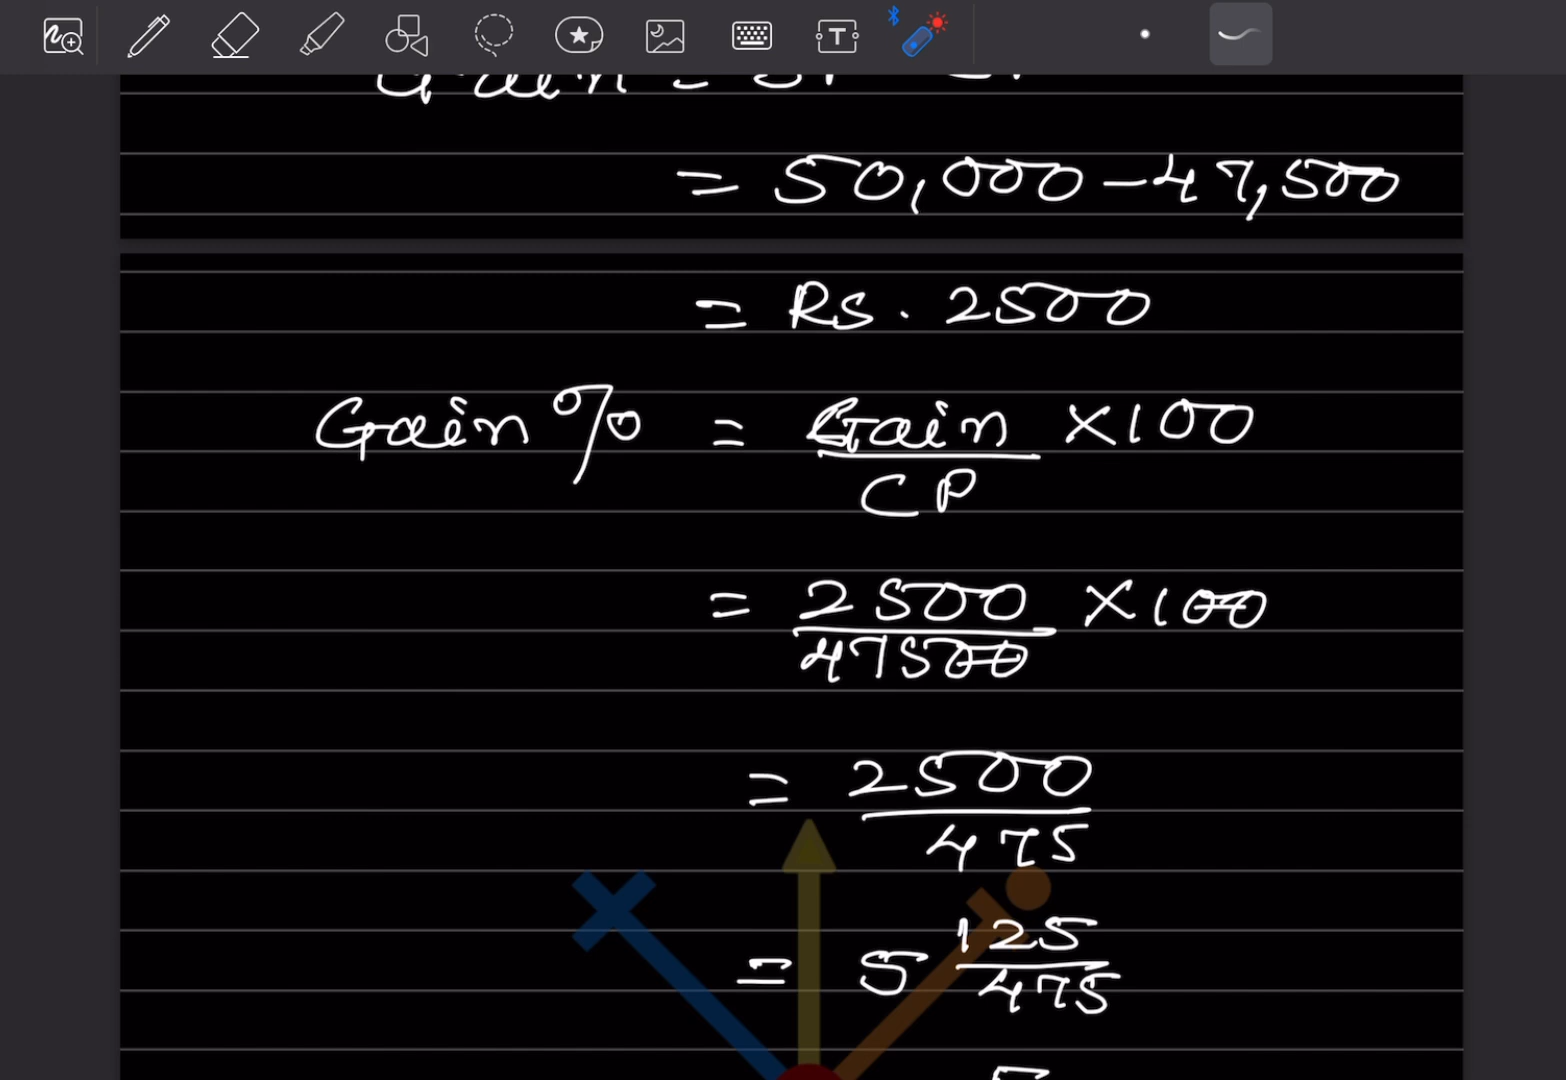 = 50,000 - 47,500
= Rs. 2500
Gain % = Gain/CP × 100
= 2500/47500 × 100
= 2500/475
= 5 125/475